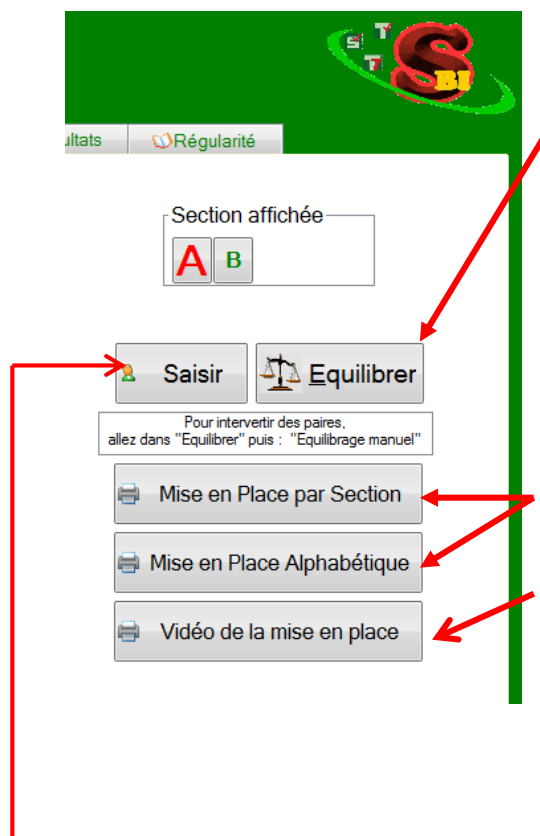 S
T
T
S
BI
ultats
Régularité
Section affichée
A B
Saisir Equilibrer
Pour intervertir des paires,
allez dans "Equilibrer" puis : "Equilibrage manuel"
Mise en Place par Section
Mise en Place Alphabétique
Vidéo de la mise en place